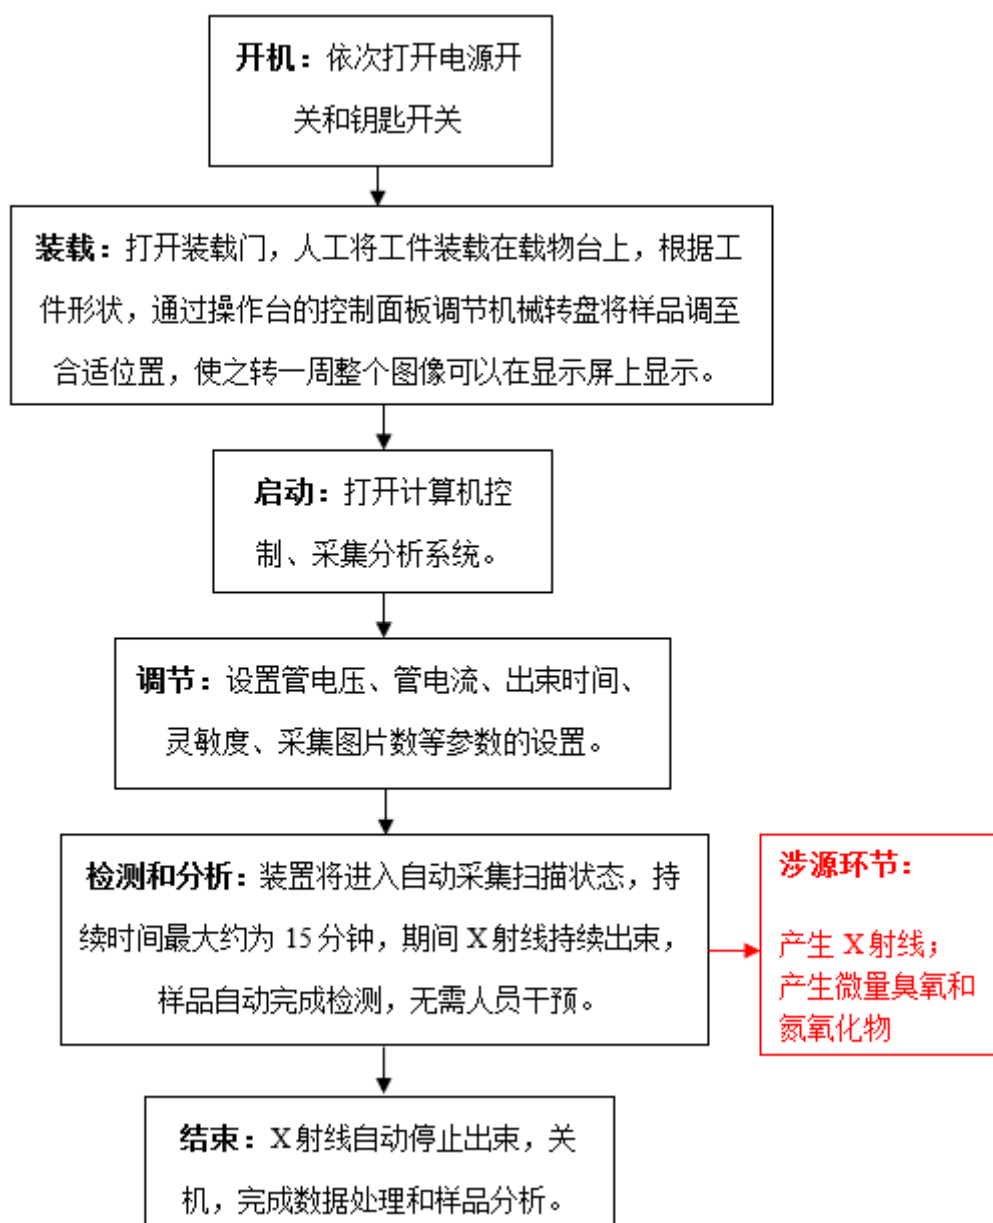 开机：依次打开电源开
关和钥匙开关
装载：打开装载门，人工将工件装载在载物台上，根据工
件形状，通过操作台的控制面板调节机械转盘将样品调至
合适位置，使之转一周整个图像可以在显示屏上显示。
启动：打开计算机控
制、采集分析系统。
调节：设置管电压、管电流、出束时间、
灵敏度、采集图片数等参数的设置。
检测和分析：装置将进入自动采集扫描状态，持
续时间最大约为 15 分钟，期间 X 射线持续出束，
样品自动完成检测，无需人员干预。
涉源环节：
产生 X 射线；
产生微量臭氧和
氮氧化物
结束：X 射线自动停止出束，关
机，完成数据处理和样品分析。